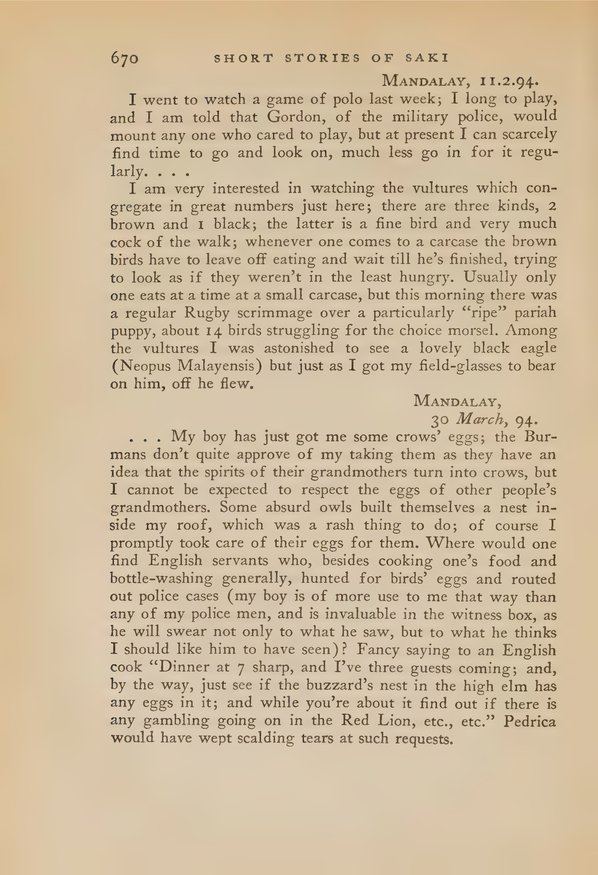 670 SHORT STORIES OF SAKI
MANDALAY, 11.2.94.
I went to watch a game of polo last week; I long to play,
and I am told that Gordon, of the military police, would
mount any one who cared to play, but at present I can scarcely
find time to go and look on, much less go in for it regu-
larly. . . .
I am very interested in watching the vultures which con-
gregate in great numbers just here; there are three kinds, 2
brown and 1 black; the latter is a fine bird and very much
cock of the walk; whenever one comes to a carcase the brown
birds have to leave off eating and wait till he’s finished, trying
to look as if they weren’t in the least hungry. Usually only
one eats at a time at a small carcase, but this morning there was
a regular Rugby scrimmage over a particularly “ripe” pariah
puppy, about 14 birds struggling for the choice morsel. Among
the vultures I was astonished to see a lovely black eagle
(Neopus Malayensis) but just as I got my field-glasses to bear
on him, off he flew.
MANDALAY,
30 March, 94.
. . . My boy has just got me some crows’ eggs; the Bur-
mans don’t quite approve of my taking them as they have an
idea that the spirits of their grandmothers turn into crows, but
I cannot be expected to respect the eggs of other people’s
grandmothers. Some absurd owls built themselves a nest in-
side my roof, which was a rash thing to do; of course I
promptly took care of their eggs for them. Where would one
find English servants who, besides cooking one’s food and
bottle-washing generally, hunted for birds’ eggs and routed
out police cases (my boy is of more use to me that way than
any of my police men, and is invaluable in the witness box, as
he will swear not only to what he saw, but to what he thinks
I should like him to have seen)? Fancy saying to an English
cook “Dinner at 7 sharp, and I’ve three guests coming; and,
by the way, just see if the buzzard’s nest in the high elm has
any eggs in it; and while you’re about it find out if there is
any gambling going on in the Red Lion, etc., etc.” Pedrica
would have wept scalding tears at such requests.